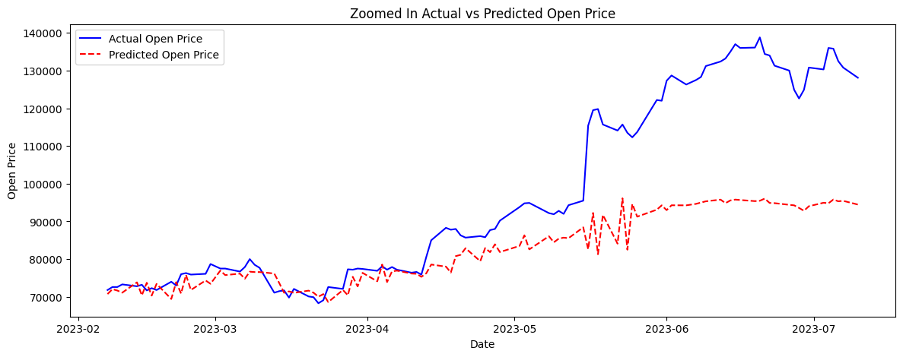 Zoomed In Actual vs Predicted Open Price
Actual Open Price
Predicted Open Price
140000
130000
120000
110000
100000
90000
80000
70000
Open Price
2023-02 2023-03 2023-04 2023-05 2023-06 2023-07
Date